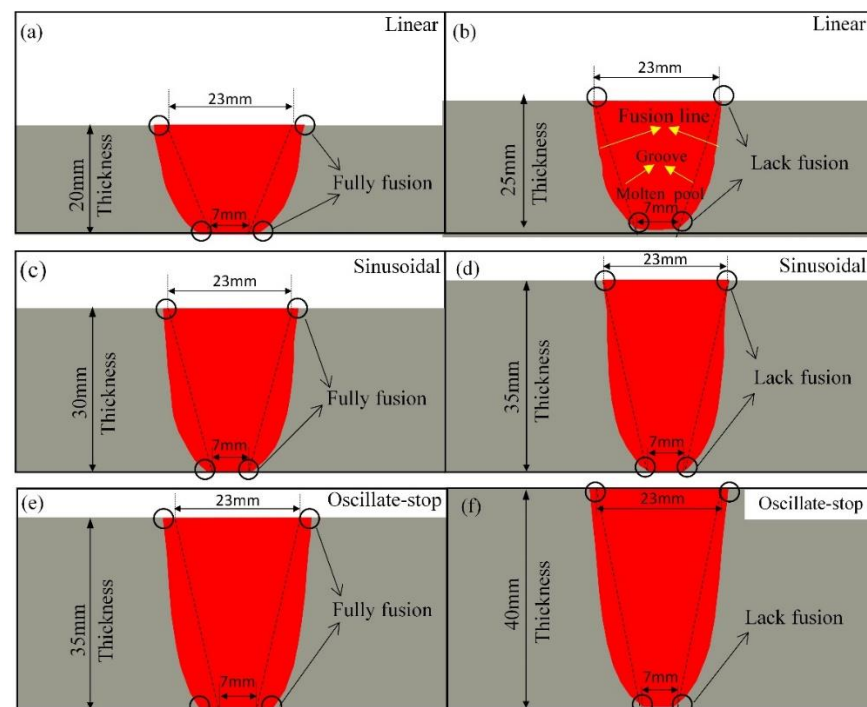 (a)
Linear
23mm
20mm
Thickness
7mm
Fully fusion
(b)
Linear
23mm
Fusion line
Groove
Molten pool
7mm
25mm
Thickness
Lack fusion
(c)
Sinusoidal
23mm
30mm
Thickness
7mm
Fully fusion
(d)
Sinusoidal
23mm
35mm
Thickness
7mm
Lack fusion
(e)
Oscillate-stop
23mm
35mm
Thickness
7mm
Fully fusion
(f)
Oscillate-stop
23mm
40mm
Thickness
7mm
Lack fusion